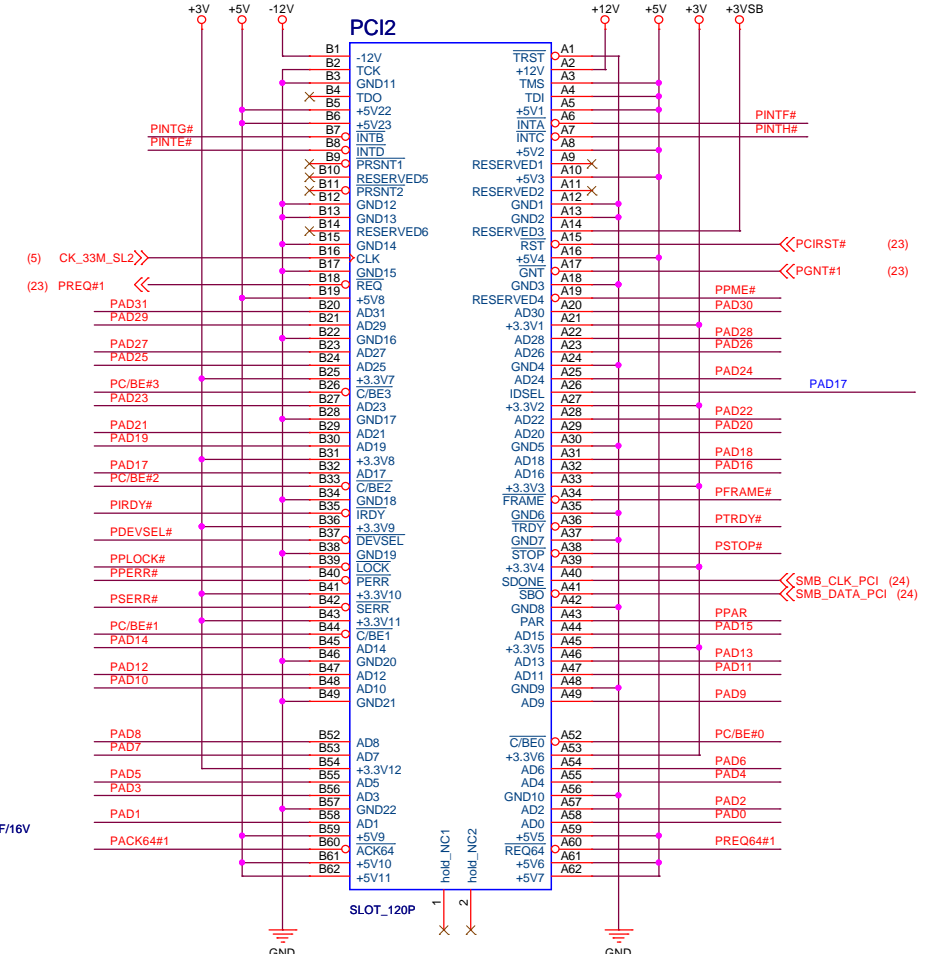 +3V +5V -12V +12V +5V +3V +3VSB
PCI2
B1 -12V TRST A1
B2 TCK +12V A2
B3 GND11 TMS A3
B4 TDO TDI A4
B5 +5V22 +5V1 A5
B6 +5V23 INTA A6 PINTF#
PINTG# B7 INTB INTC A7 PINTH#
PINTE# B8 INTD +5V2 A8
B9 PRSNT1 RESERVED1 A9
B10 RESERVED5 +5V3 A10
B11 PRSNT2 RESERVED2 A11
B12 GND12 GND1 A12
B13 GND13 GND2 A13
B14 RESERVED6 RESERVED3 A14
B15 GND14 RST A15 PCIRST# (23)
(5) CK_33M_SL2 B16 CLK +5V4 A16
B17 GND15 GNT A17 PGNT#1 (23)
(23) PREQ#1 B18 REQ GND3 A18
B19 +5V8 RESERVED4 A19 PPME#
PAD31 B20 AD31 AD30 A20 PAD30
PAD29 B21 AD29 +3.3V1 A21
B22 GND16 AD28 A22 PAD28
PAD27 B23 AD27 AD26 A23 PAD26
PAD25 B24 AD25 GND4 A24
B25 +3.3V7 AD24 A25 PAD24
PC/BE#3 B26 C/BE3 IDSEL A26 PAD17
PAD23 B27 AD23 +3.3V2 A27
B28 GND17 AD22 A28 PAD22
PAD21 B29 AD21 AD20 A29 PAD20
PAD19 B30 AD19 GND5 A30
B31 +3.3V8 AD18 A31 PAD18
PAD17 B32 AD17 AD16 A32 PAD16
PC/BE#2 B33 C/BE2 +3.3V3 A33
B34 GND18 FRAME A34 PFRAME#
PIRDY# B35 IRDY GND6 A35
B36 +3.3V9 TRDY A36 PTRDY#
PDEVSEL# B37 DEVSEL GND7 A37
B38 GND19 STOP A38 PSTOP#
PPLOCK# B39 LOCK +3.3V4 A39
PPERR# B40 PERR SDONE A40 SMB_CLK_PCI (24)
B41 +3.3V10 SBO A41 SMB_DATA_PCI (24)
PSERR# B42 SERR GND8 A42
B43 +3.3V11 PAR A43 PPAR
PC/BE#1 B44 C/BE1 AD15 A44 PAD15
PAD14 B45 AD14 +3.3V5 A45
B46 GND20 AD13 A46 PAD13
PAD12 B47 AD12 AD11 A47 PAD11
PAD10 B48 AD10 GND9 A48
B49 GND21 AD9 A49 PAD9
PAD8 B52 AD8 C/BE0 A52 PC/BE#0
PAD7 B53 AD7 +3.3V6 A53
B54 +3.3V12 AD6 A54 PAD6
PAD5 B55 AD5 AD4 A55 PAD4
PAD3 B56 AD3 GND10 A56
B57 GND22 AD2 A57 PAD2
PAD1 B58 AD1 AD0 A58 PAD0
F/16V B59 +5V9 +5V5 A59
PACK64#1 B60 ACK64 REQ64 A60 PREQ64#1
B61 +5V10 +5V6 A61
B62 +5V11 +5V7 A62
hold_NC1 hold_NC2
SLOT_120P 1 2
GND GND